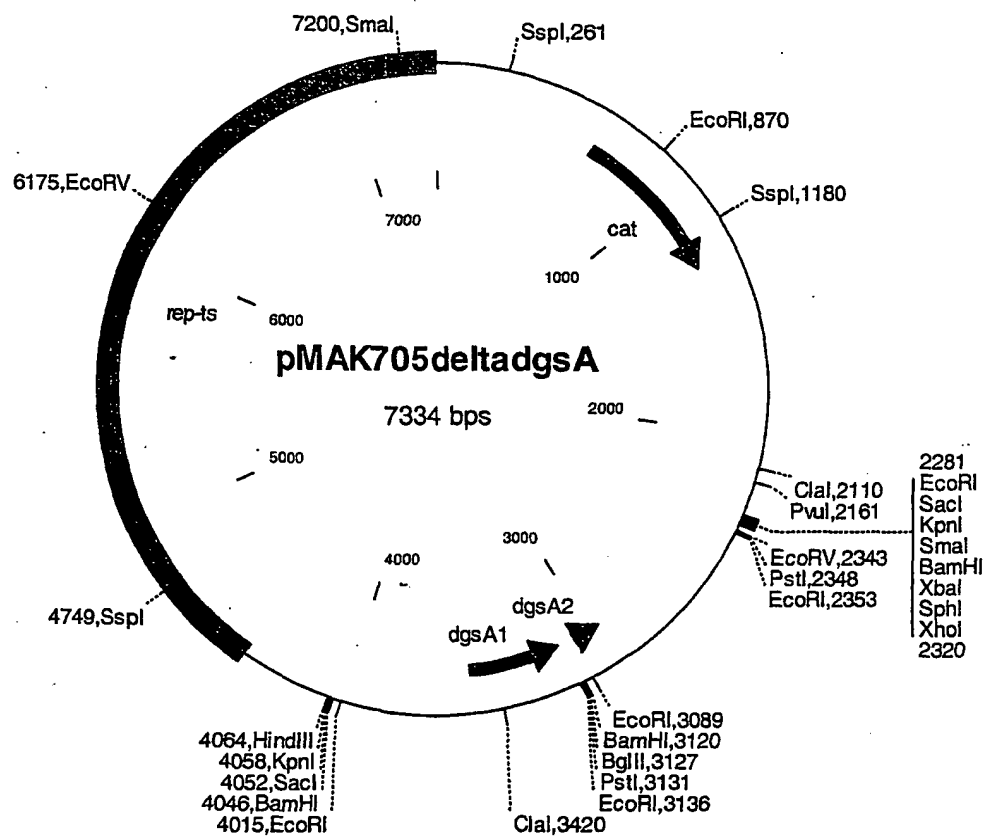 7200,SmaI
SspI,261
EcoRI,870
6175,EcoRV
SspI,1180
7000
cat
1000
rep-ts
6000
pMAK705deltadgsA
7334 bps
2000
5000
2281
EcoRI
SacI
KpnI
SmaI
BamHI
XbaI
SphI
XhoI
2320
ClaI,2110
PvuI,2161
EcoRV,2343
PstI,2348
EcoRI,2353
3000
4000
dgsA2
dgsA1
4749,SspI
EcoRI,3089
BamHI,3120
BglII,3127
PstI,3131
EcoRI,3136
4064,HindIII
4058,KpnI
4052,SacI
4046,BamHI
4015,EcoRI
ClaI,3420